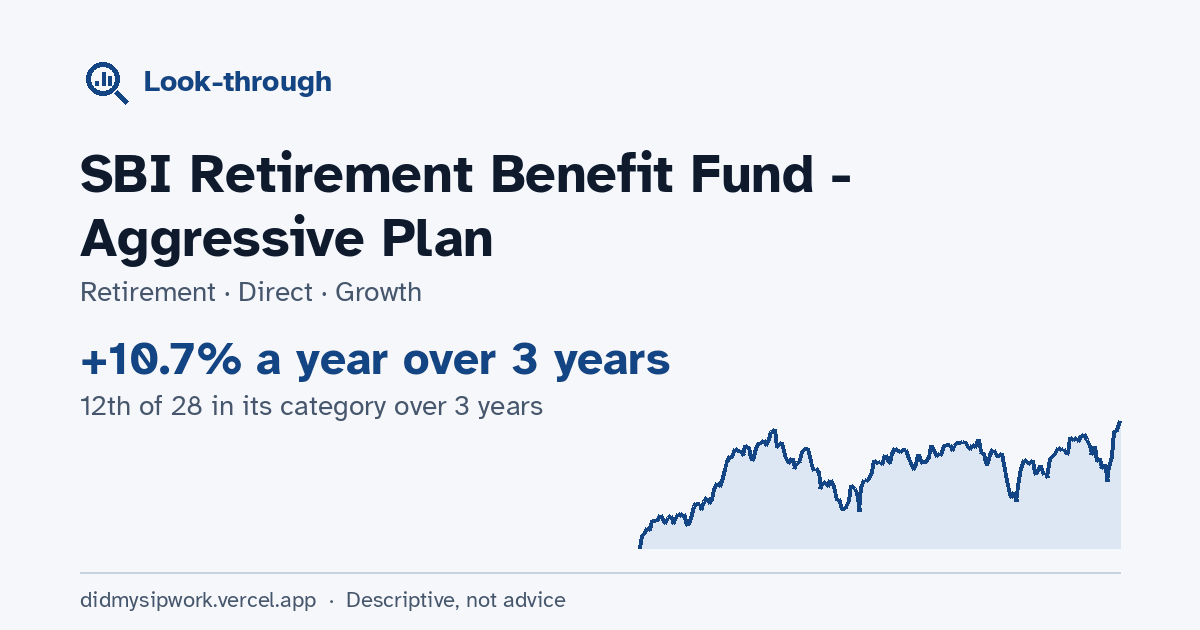 Look-through
SBI Retirement Benefit Fund -
Aggressive Plan
Retirement · Direct · Growth
+10.7% a year over 3 years
12th of 28 in its category over 3 years
didmysipwork.vercel.app · Descriptive, not advice